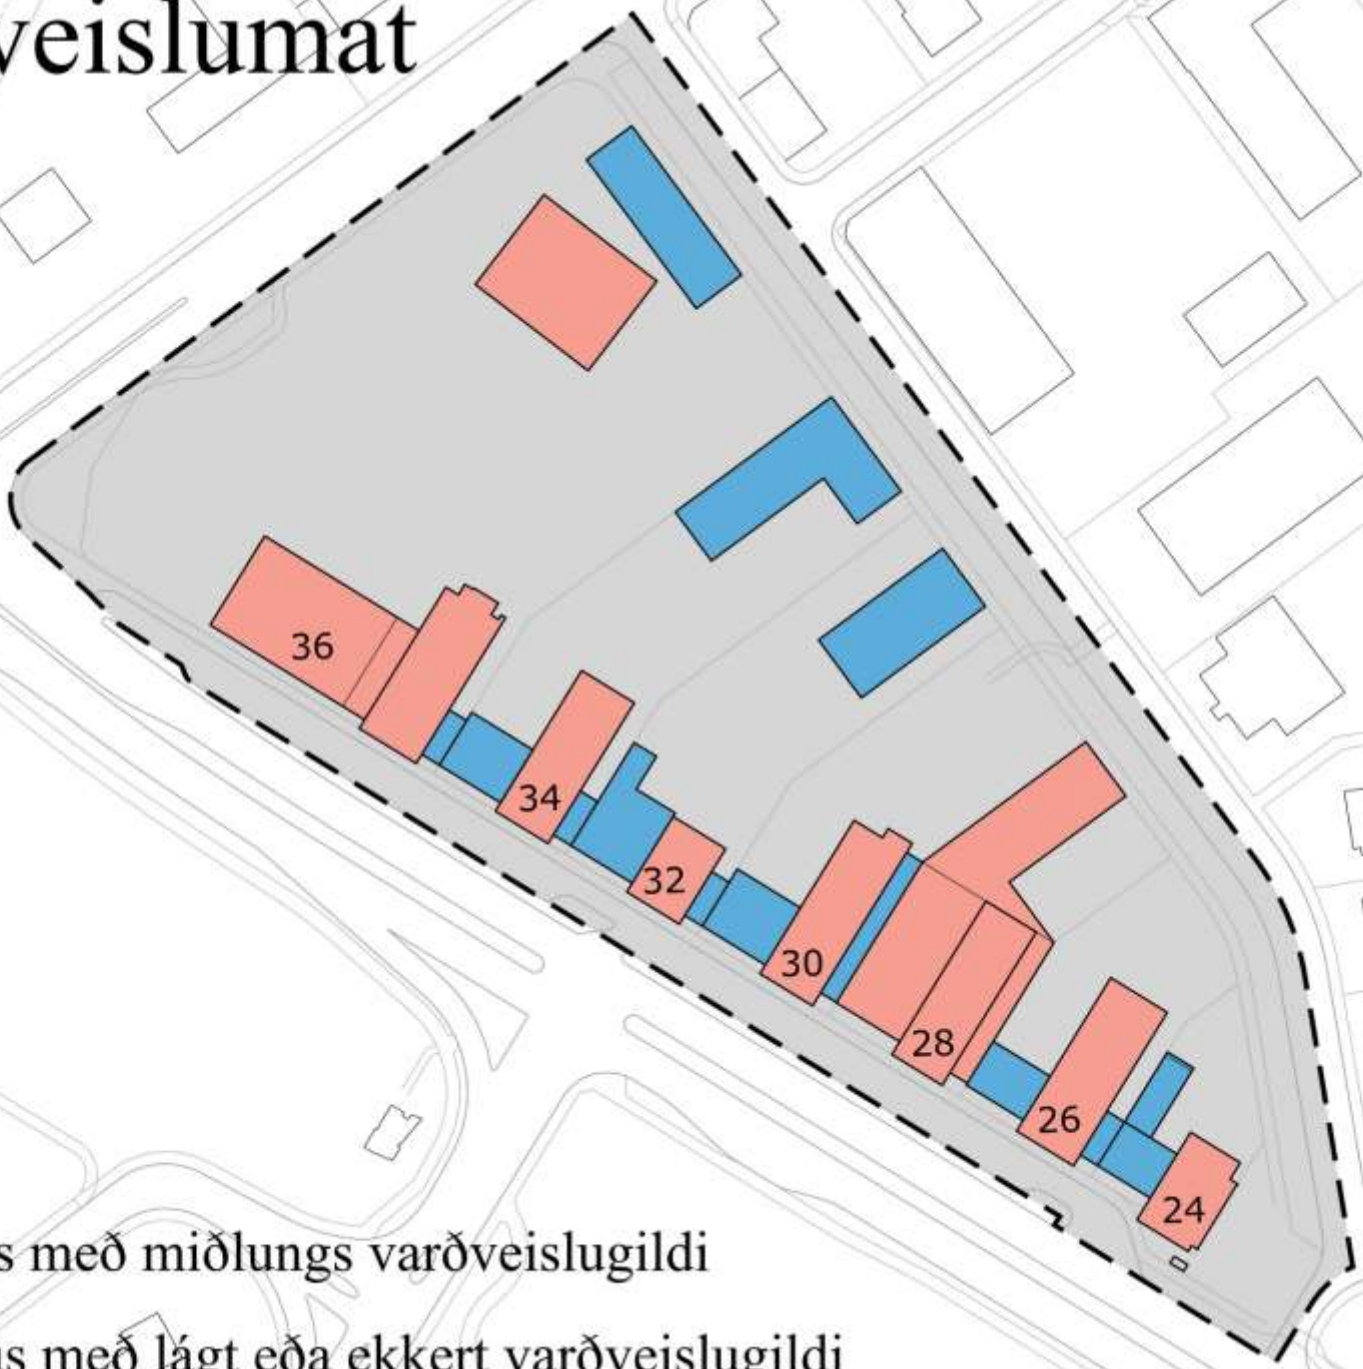 veislumat
36
34
32
30
28
26
24
s með miðlungs varðveislugildi
s með lágt eða ekkert varðveislugildi